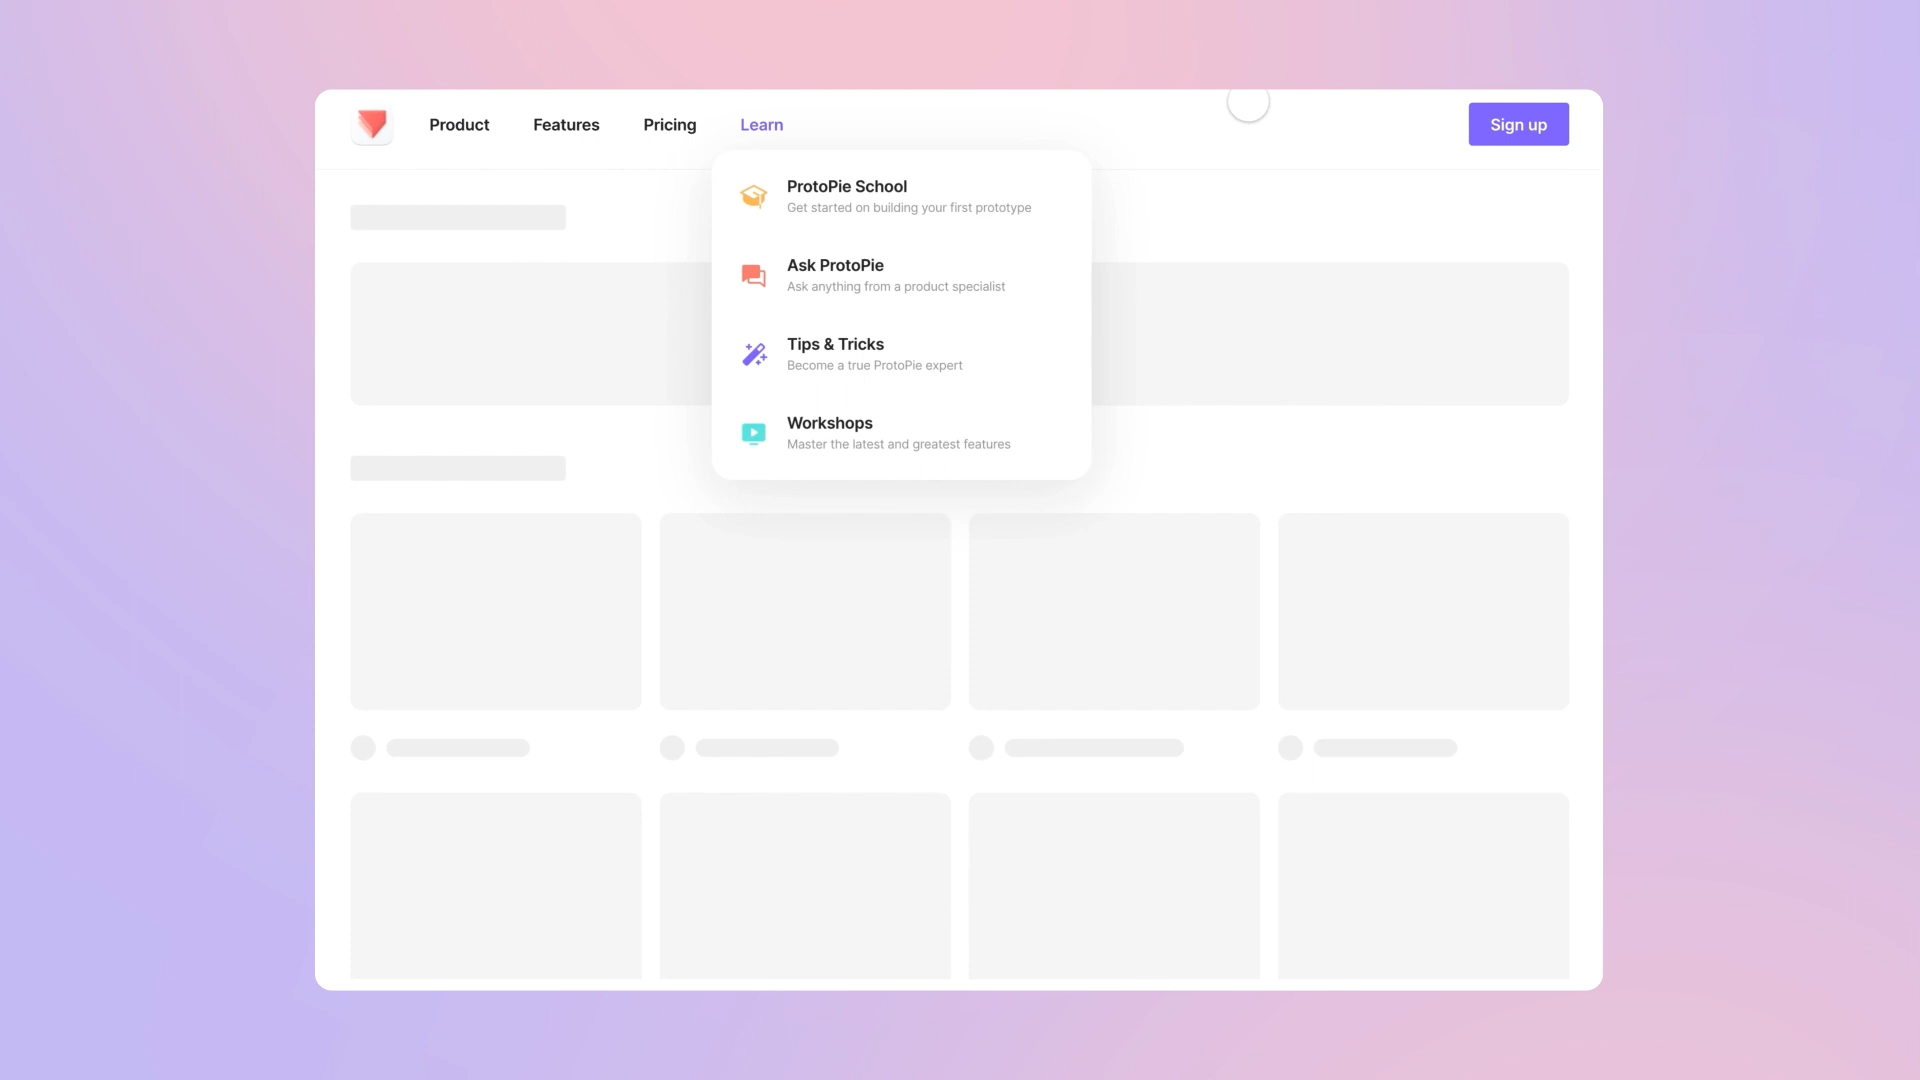 Product
Features
Pricing
Learn
Sign up
ProtoPie School
Get started on building your first prototype
Ask ProtoPie
Ask anything from a product specialist
Tips & Tricks
Become a true ProtoPie expert
Workshops
Master the latest and greatest features